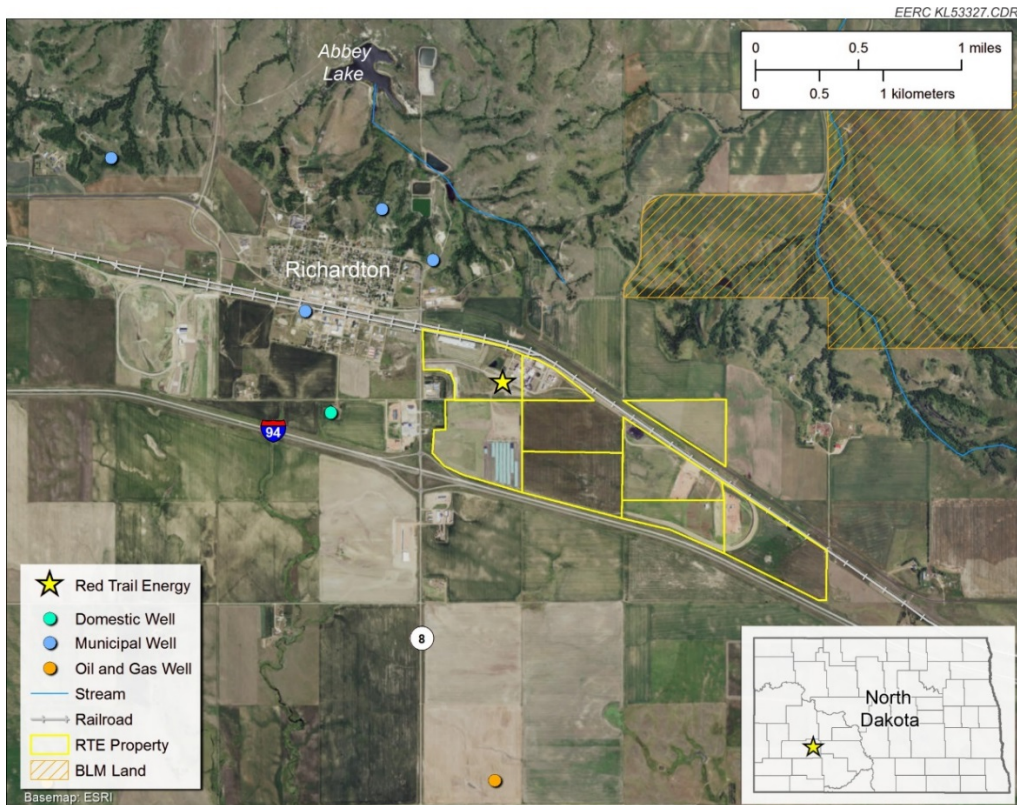 EERC KL53327.CDR
Abbey
Lake
0 0.5 1 miles
0 0.5 1 kilometers
Richardton
94
8
Red Trail Energy
Domestic Well
Municipal Well
Oil and Gas Well
Stream
Railroad
RTE Property
BLM Land
Basemap: ESRI
North
Dakota